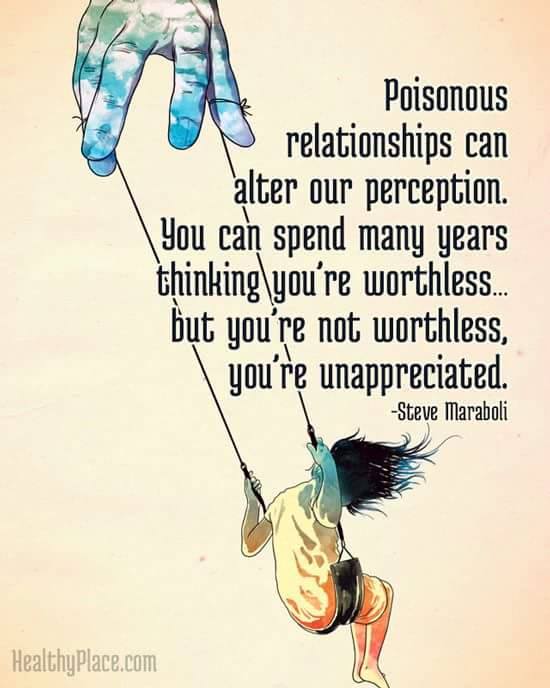 Poisonous
relationships can
alter our perception.
You can spend many years
thinking you're worthless...
but you're not worthless,
you're unappreciated.
-Steve Maraboli
HealthyPlace.com